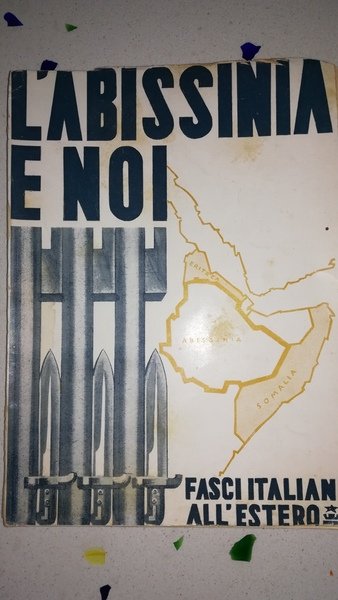 L'ABISSINIA
E NOI
ERITREA
ABISSINIA
SOMALIA
FASCI ITALIAN
ALL'ESTERO